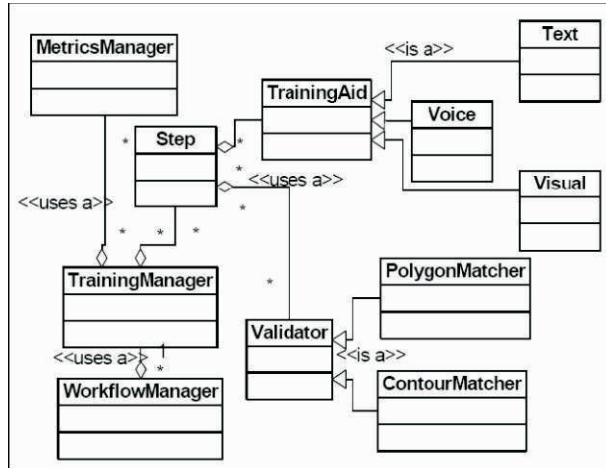 <<is a>>
Text
MetricsManager
TrainingAid
Voice
Step
*
*
*
<<uses a>>
Visual
<<uses a>>
*
*
*
*
TrainingManager
PolygonMatcher
*
Validator
<<uses a>>
1
<<is a>>
*
WorkflowManager
ContourMatcher